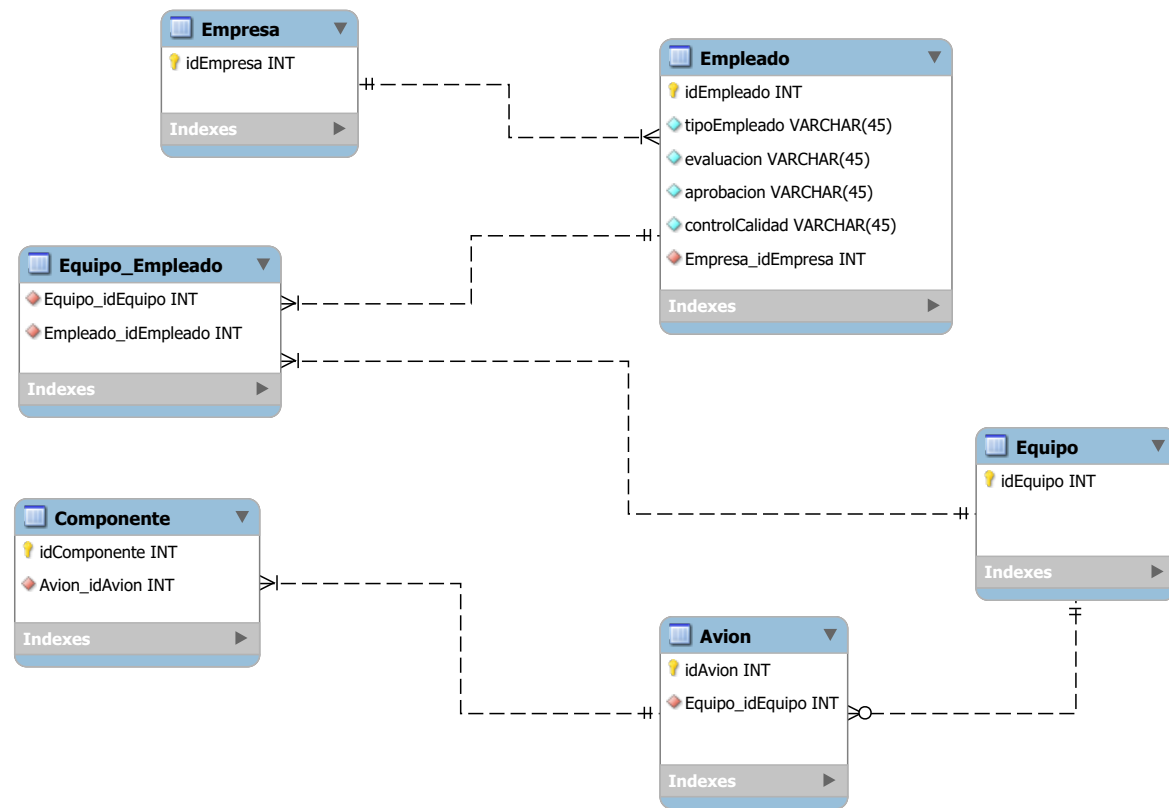 Empresa
idEmpresa INT
Indexes
Empleado
idEmpleado INT
tipoEmpleado VARCHAR(45)
evaluacion VARCHAR(45)
aprobacion VARCHAR(45)
controlCalidad VARCHAR(45)
Empresa_idEmpresa INT
Indexes
Equipo_Empleado
Equipo_idEquipo INT
Empleado_idEmpleado INT
Indexes
Equipo
idEquipo INT
Indexes
Componente
idComponente INT
Avion_idAvion INT
Indexes
Avion
idAvion INT
Equipo_idEquipo INT
Indexes